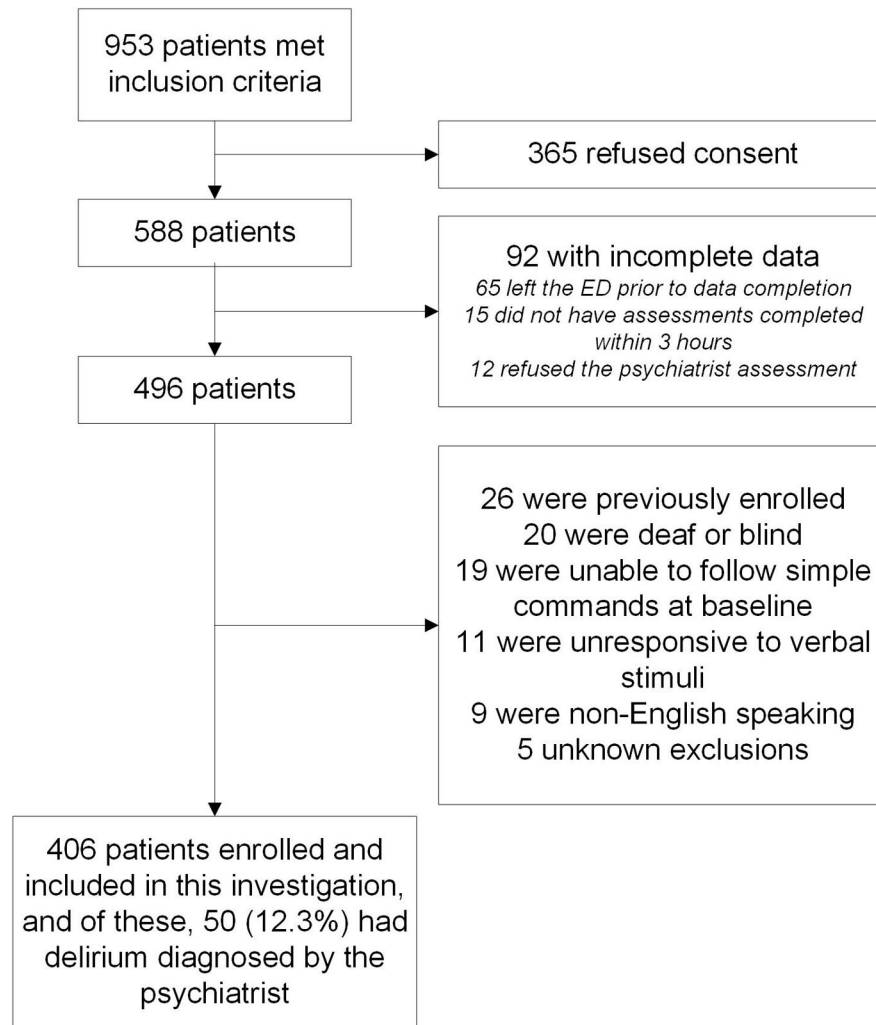 953 patients met
inclusion criteria
365 refused consent
588 patients
92 with incomplete data
65 left the ED prior to data completion
15 did not have assessments completed
within 3 hours
12 refused the psychiatrist assessment
496 patients
26 were previously enrolled
20 were deaf or blind
19 were unable to follow simple
commands at baseline
11 were unresponsive to verbal
stimuli
9 were non-English speaking
5 unknown exclusions
406 patients enrolled and
included in this investigation,
and of these, 50 (12.3%) had
delirium diagnosed by the
psychiatrist